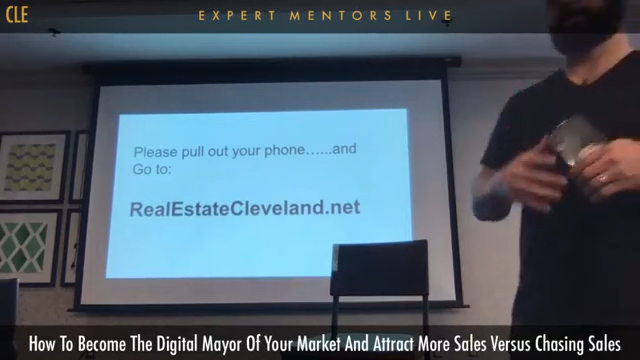 CLE
EXPERT MENTORS LIVE
Please pull out your phone......and
Go to:
RealEstateCleveland.net
How To Become The Digital Mayor Of Your Market And Attract More Sales Versus Chasing Sales